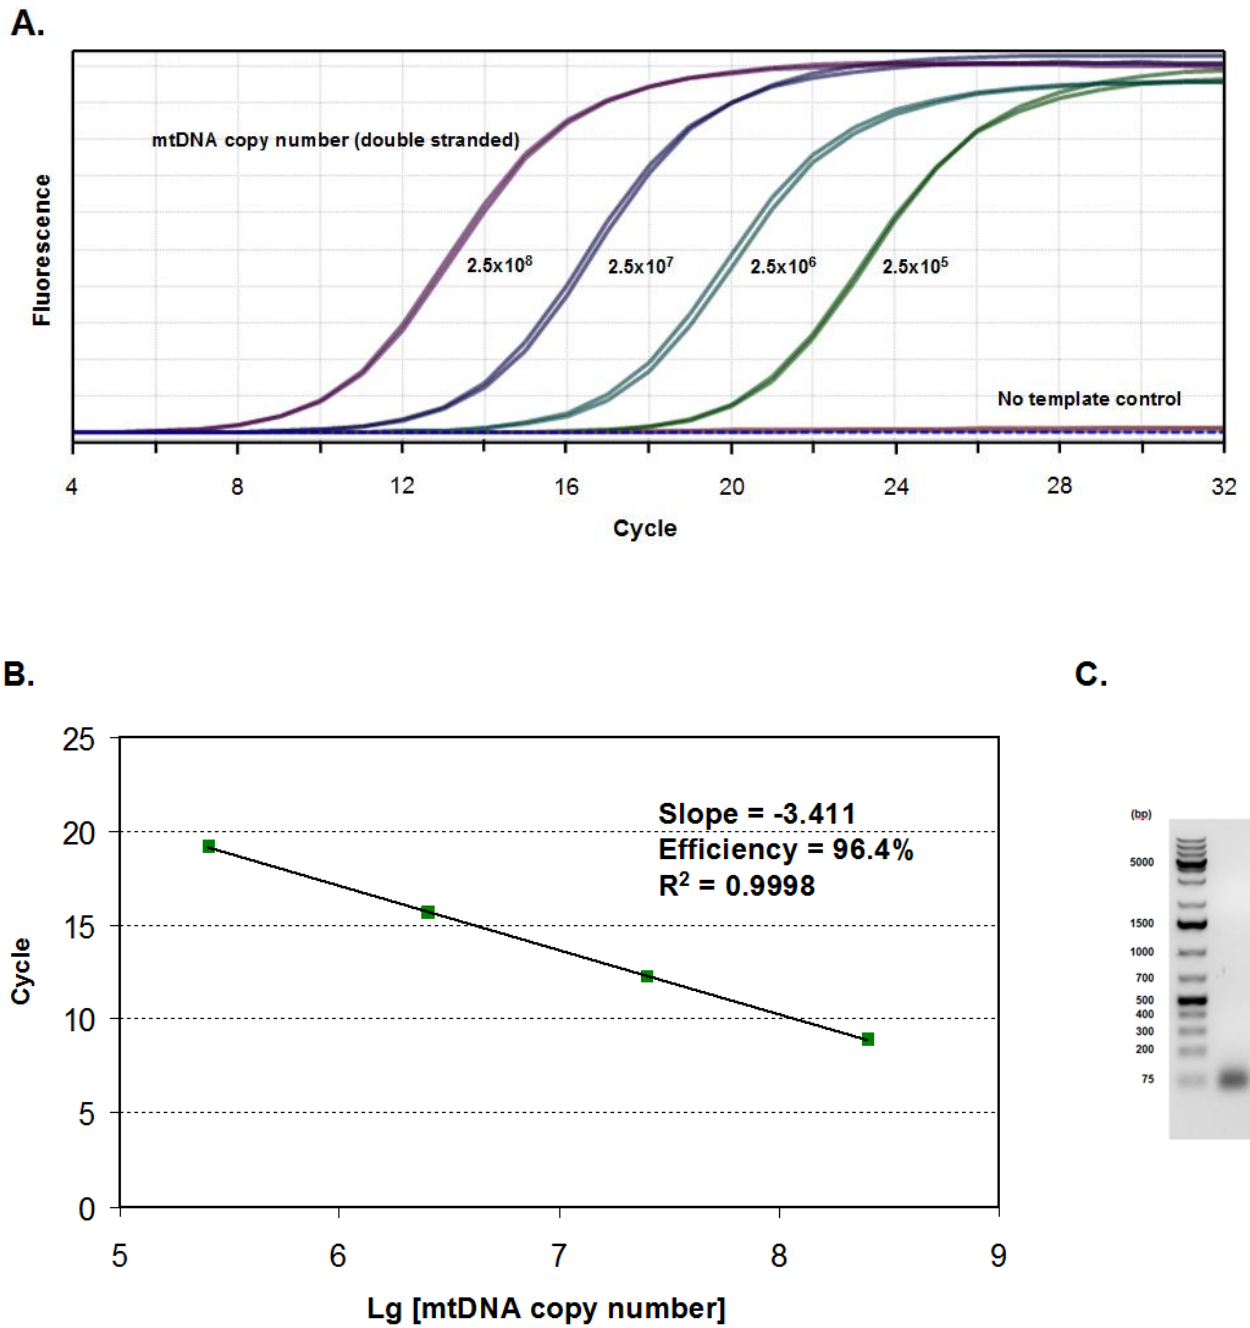 A.
mtDNA copy number (double stranded)
Fluorescence
2.5x10⁸
2.5x10⁷
2.5x10⁶
2.5x10⁵
No template control
4
8
12
16
20
24
28
32
Cycle
B.
25
20
15
10
5
0
Cycle
Slope = -3.411
Efficiency = 96.4%
R² = 0.9998
5
6
7
8
9
Lg [mtDNA copy number]
C.
(bp)
5000
1500
1000
700
500
400
300
200
75